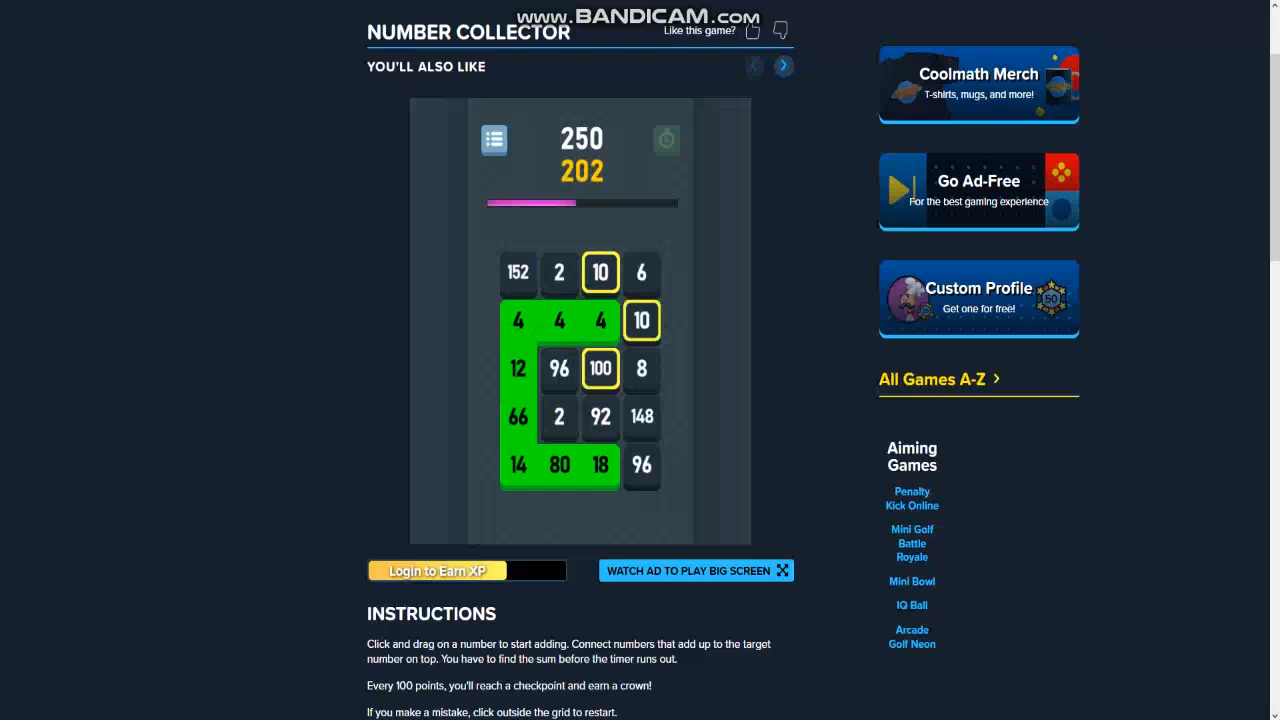 www.BANDICAM.com
NUMBER COLLECTOR
Like this game?
YOU'LL ALSO LIKE
250
202
152 2 10 6
4 4 4 10
12 96 100 8
66 2 92 148
14 80 18 96
Login to Earn XP
WATCH AD TO PLAY BIG SCREEN
INSTRUCTIONS
Click and drag on a number to start adding. Connect numbers that add up to the target
number on top. You have to find the sum before the timer runs out.
Every 100 points, you'll reach a checkpoint and earn a crown!
If you make a mistake, click outside the grid to restart.
Coolmath Merch
T-shirts, mugs, and more!
Go Ad-Free
For the best gaming experience
Custom Profile
50
Get one for free!
All Games A-Z
Aiming
Games
Penalty
Kick Online
Mini Golf
Battle
Royale
Mini Bowl
IQ Ball
Arcade
Golf Neon